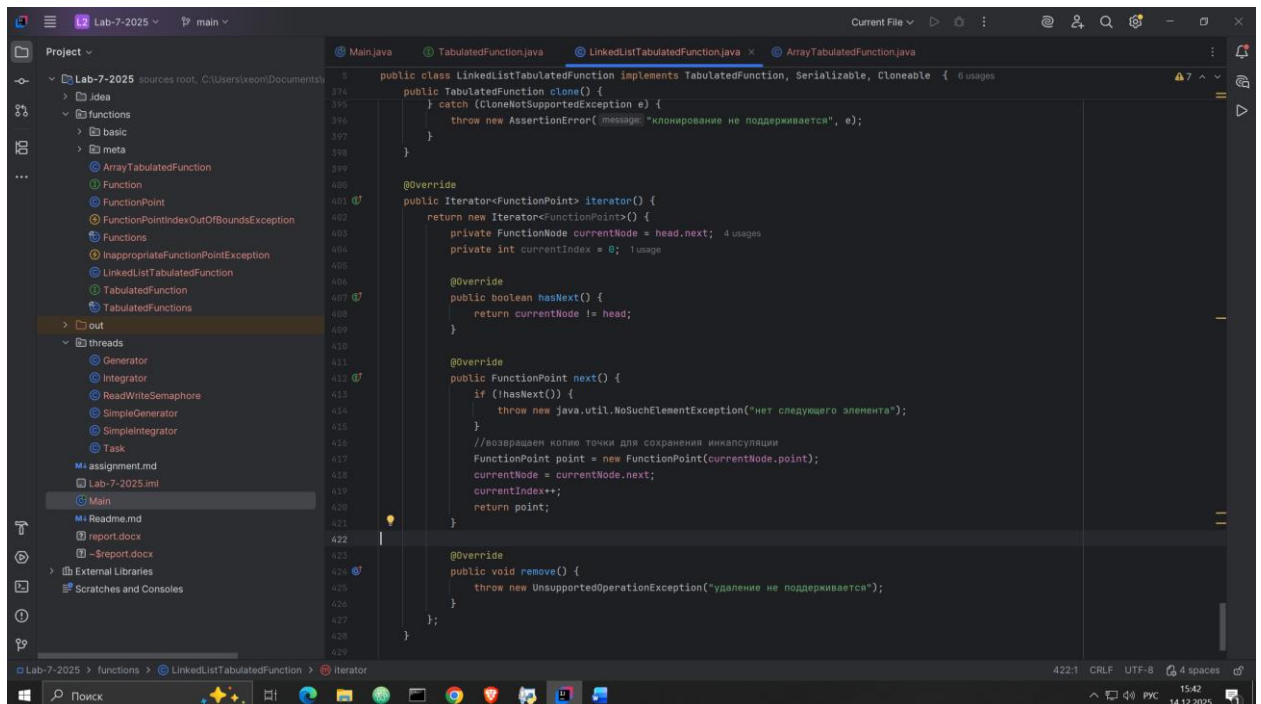 L2 Lab-7-2025 main Current File
Project
Main.java TabulatedFunction.java LinkedListTabulatedFunction.java ArrayTabulatedFunction.java
Lab-7-2025 sources root, C:\Users\xeon\Documents\
.idea
functions
basic
meta
ArrayTabulatedFunction
Function
FunctionPoint
FunctionPointIndexOutOfBoundsException
Functions
InappropriateFunctionPointException
LinkedListTabulatedFunction
TabulatedFunction
TabulatedFunctions
out
threads
Generator
Integrator
ReadWriteSemaphore
SimpleGenerator
SimpleIntegrator
Task
assignment.md
Lab-7-2025.iml
Main
Readme.md
report.docx
~$report.docx
External Libraries
Scratches and Consoles
5 public class LinkedListTabulatedFunction implements TabulatedFunction, Serializable, Cloneable { 6 usages 7
374 public TabulatedFunction clone() {
395 } catch (CloneNotSupportedException e) {
396 throw new AssertionError( message: "клонирование не поддерживается", e);
397 }
398 }
399
400 @Override
401 public Iterator<FunctionPoint> iterator() {
402 return new Iterator<FunctionPoint>() {
403 private FunctionNode currentNode = head.next; 4 usages
404 private int currentIndex = 0; 1 usage
405
406 @Override
407 public boolean hasNext() {
408 return currentNode != head;
409 }
410
411 @Override
412 public FunctionPoint next() {
413 if (!hasNext()) {
414 throw new java.util.NoSuchElementException("нет следующего элемента");
415 }
416 //возвращаем копию точки для сохранения инкапсуляции
417 FunctionPoint point = new FunctionPoint(currentNode.point);
418 currentNode = currentNode.next;
419 currentIndex++;
420 return point;
421 }
422
423 @Override
424 public void remove() {
425 throw new UnsupportedOperationException("удаление не поддерживается");
426 }
427 };
428 }
429
Lab-7-2025 > functions > LinkedListTabulatedFunction > iterator 422:1 CRLF UTF-8 4 spaces
Поиск РУС 15:42
14.12.2025